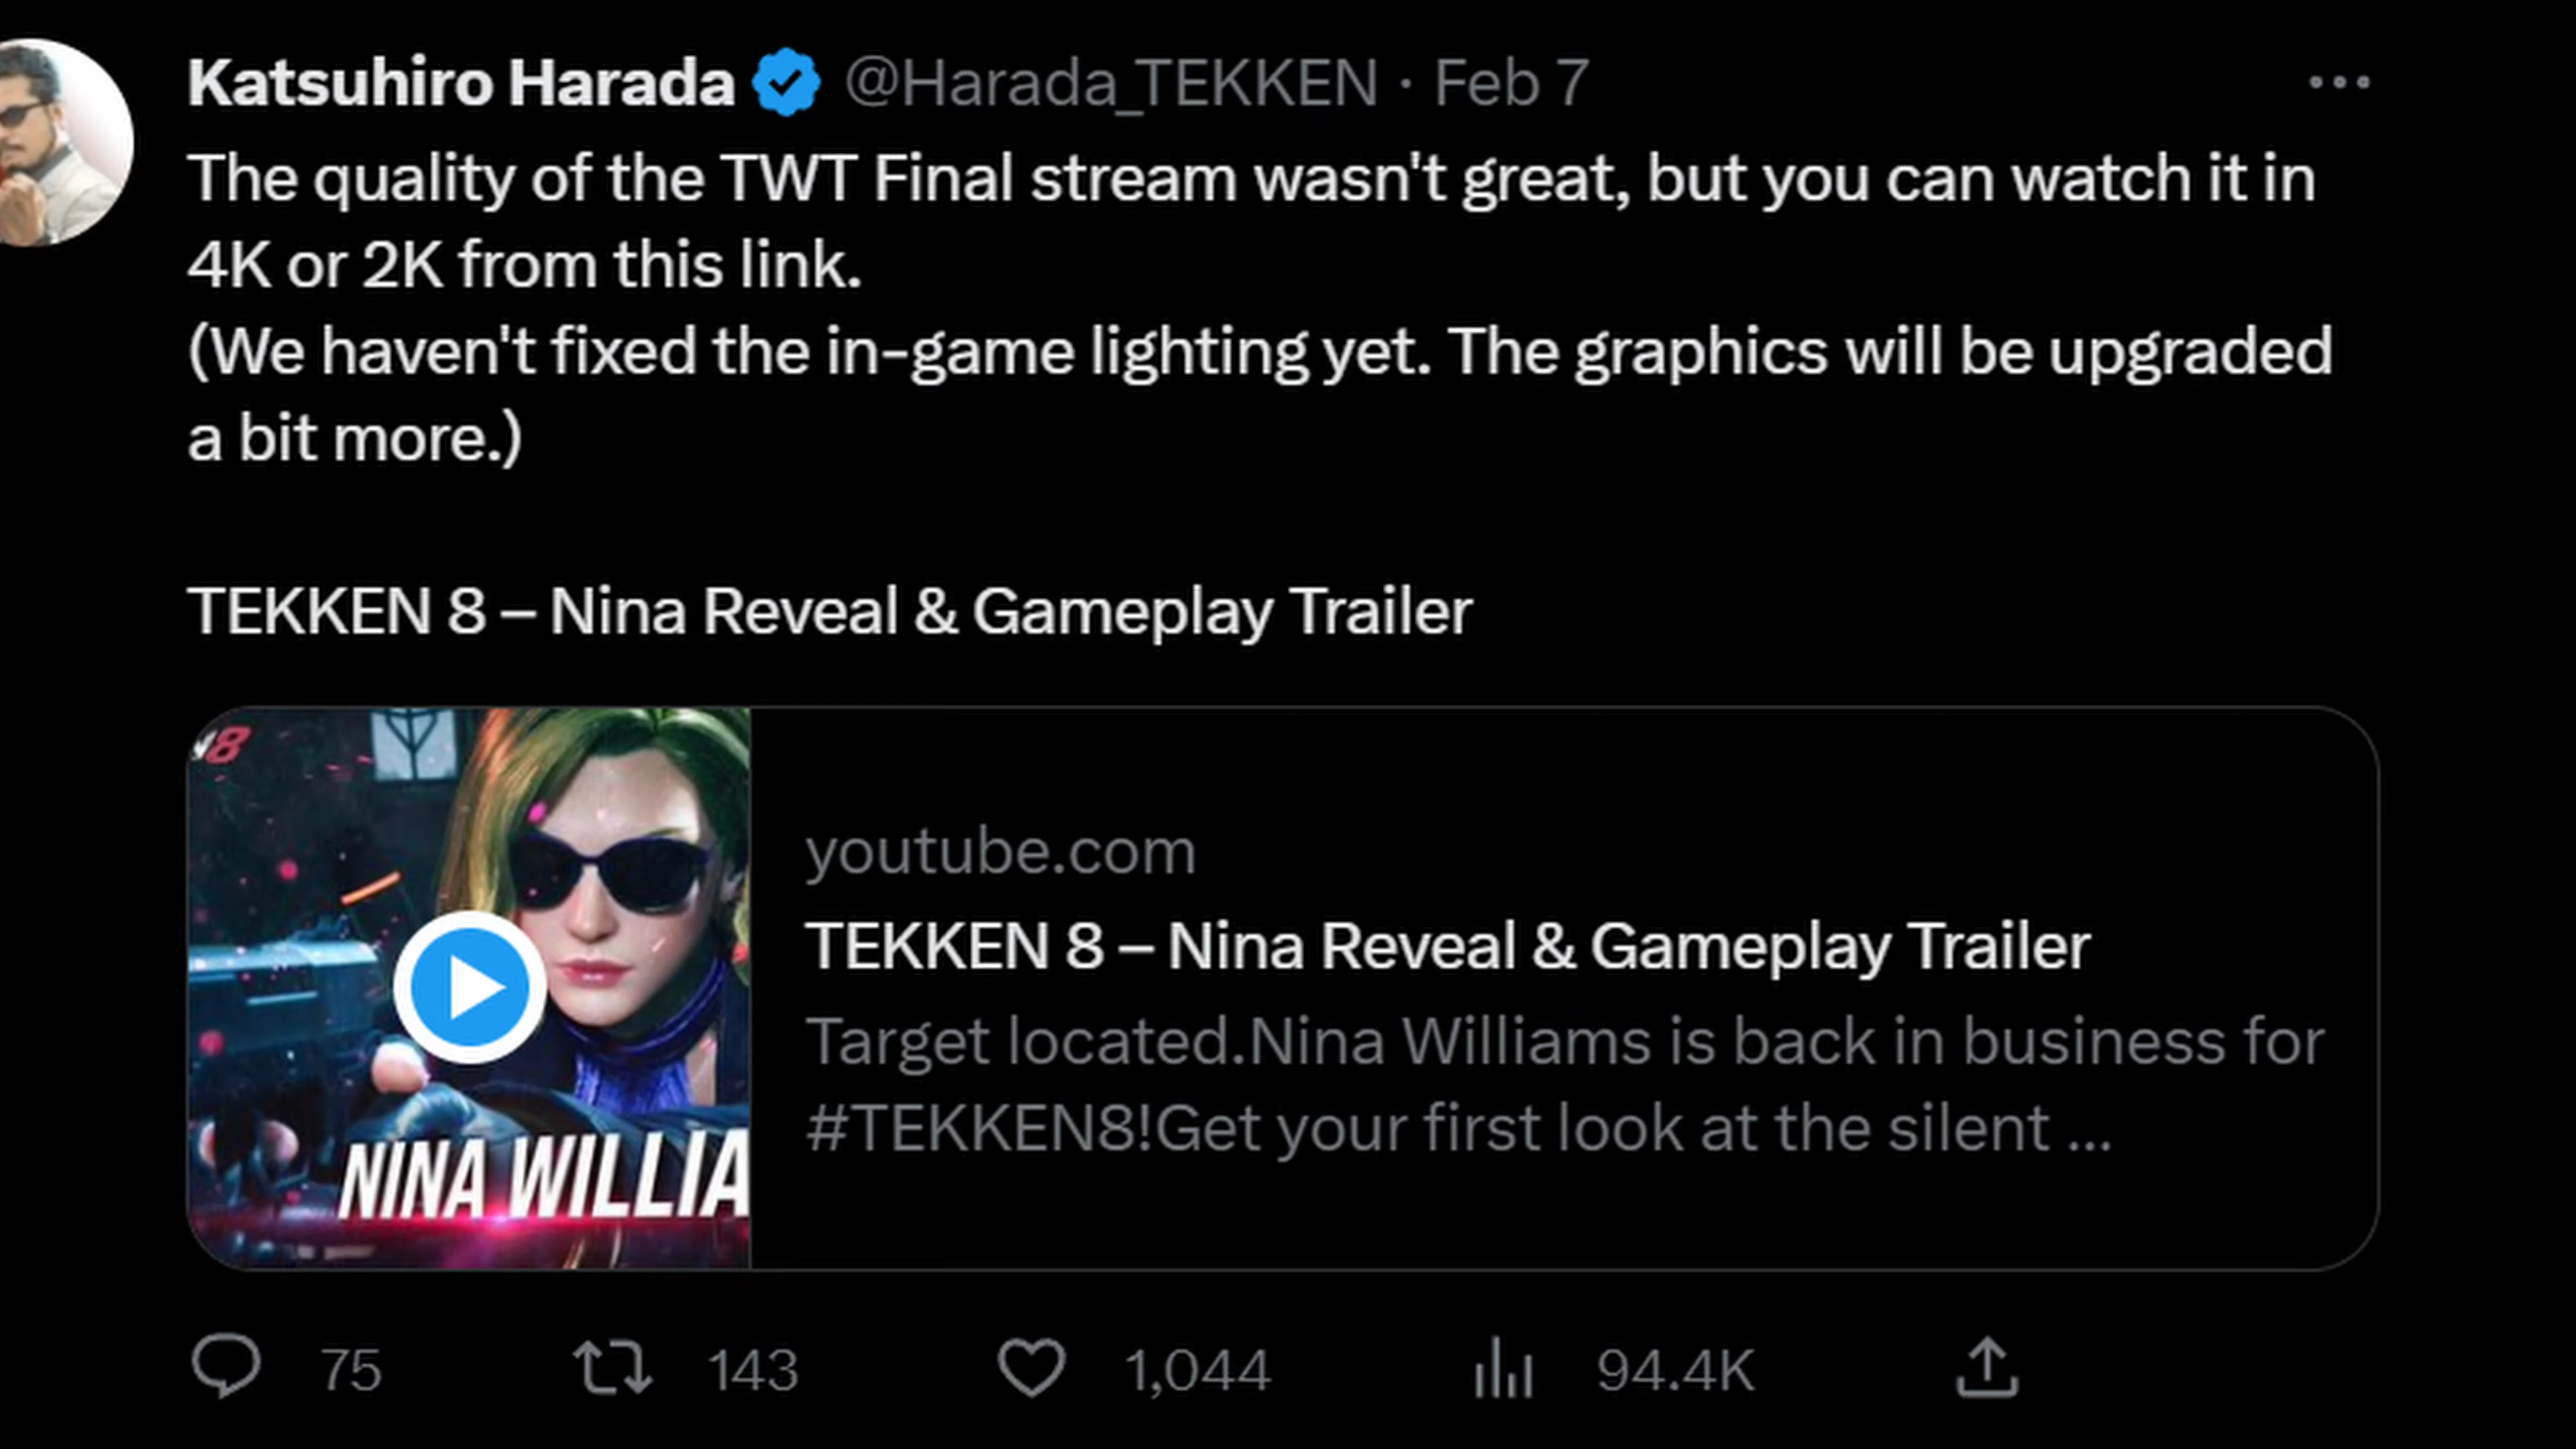 Katsuhiro Harada @Harada_TEKKEN · Feb 7
The quality of the TWT Final stream wasn't great, but you can watch it in
4K or 2K from this link.
(We haven't fixed the in-game lighting yet. The graphics will be upgraded
a bit more.)
TEKKEN 8 – Nina Reveal & Gameplay Trailer
8
NINA WILLIA
youtube.com
TEKKEN 8 – Nina Reveal & Gameplay Trailer
Target located.Nina Williams is back in business for
#TEKKEN8!Get your first look at the silent ...
75 143 1,044 94.4K